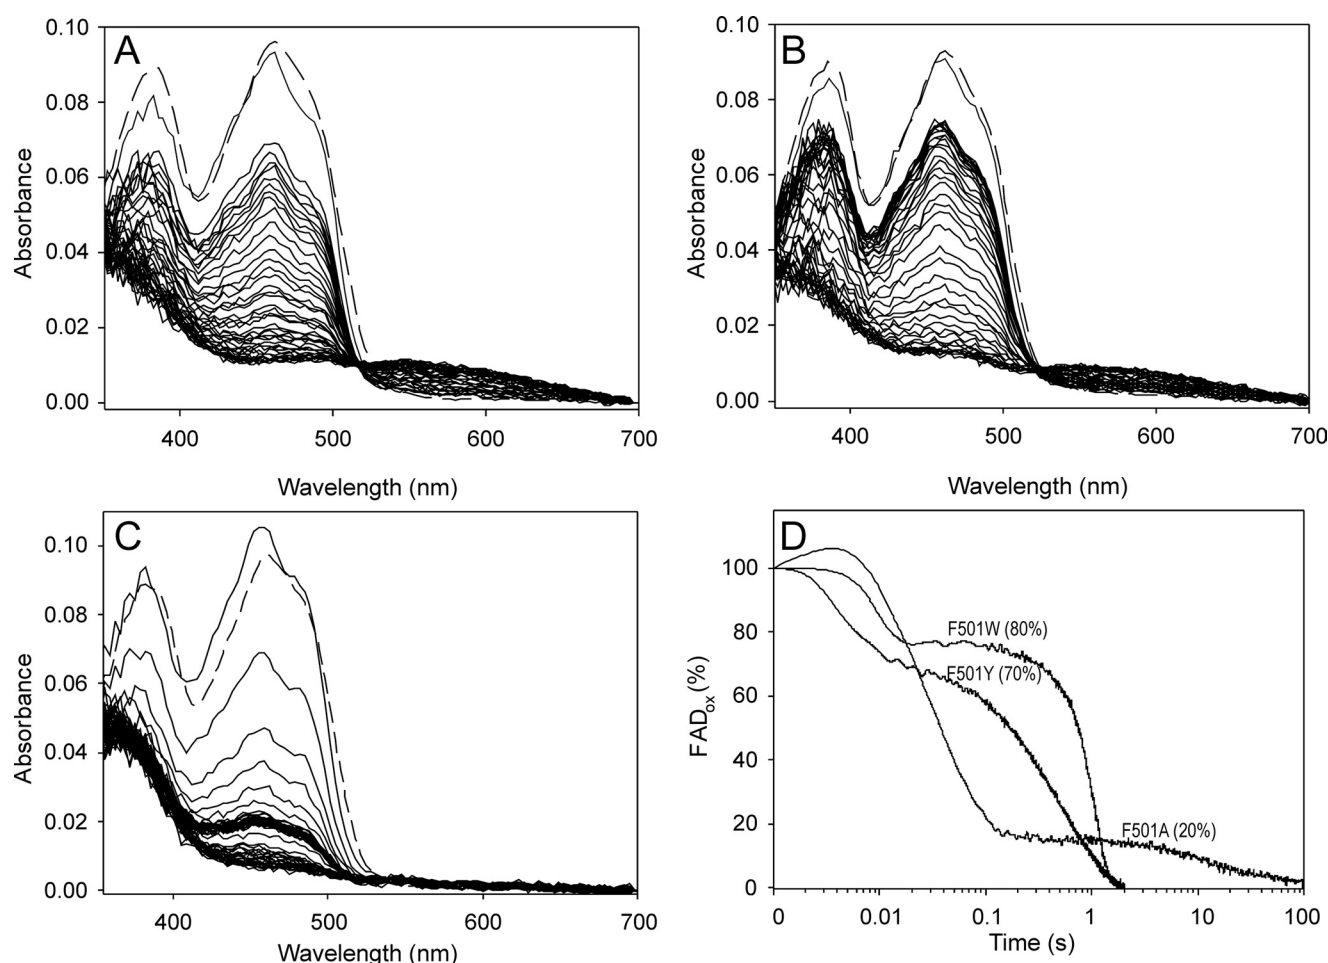 A
0.10
0.08
0.06
0.04
0.02
0.00
Absorbance
400
500
600
700
Wavelength (nm)
B
0.10
0.08
0.06
0.04
0.02
0.00
Absorbance
400
500
600
700
Wavelength (nm)
C
0.10
0.08
0.06
0.04
0.02
0.00
Absorbance
400
500
600
700
Wavelength (nm)
D
100
80
60
40
20
0
FADox (%)
F501W (80%)
F501Y (70%)
F501A (20%)
0
0.01
0.1
1
10
100
Time (s)